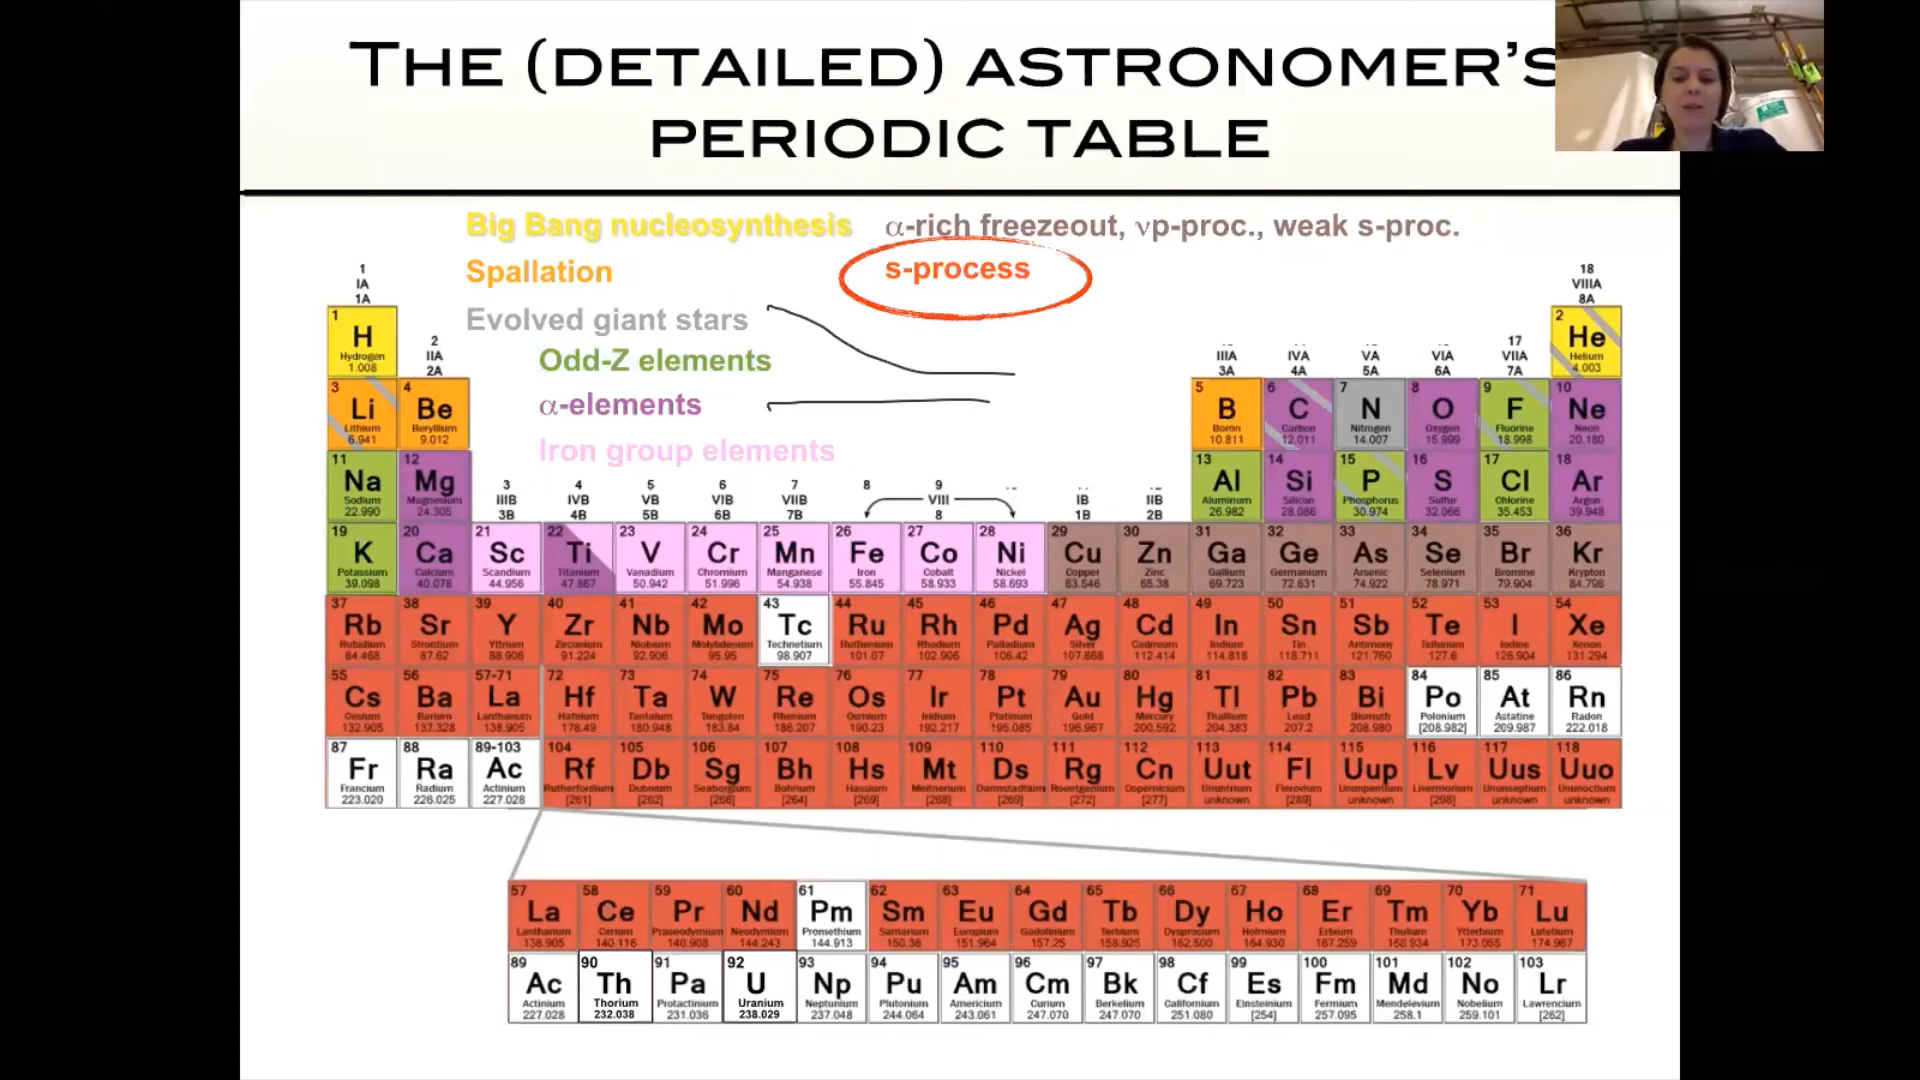 THE (DETAILED) ASTRONOMER'S
PERIODIC TABLE
Big Bang nucleosynthesis α-rich freezeout, νp-proc., weak s-proc.
Spallation s-process
Evolved giant stars
Odd-Z elements
α-elements
Iron group elements
1 18
IA VIIIA
1A 8A
2 17
IIA IIIA IVA VA VIA VIIA
2A 3A 4A 5A 6A 7A
1 H Hydrogen 1.008
2 He Helium 4.003
3 Li Lithium 6.941
4 Be Beryllium 9.012
5 B Boron 10.811
6 C Carbon 12.011
7 N Nitrogen 14.007
8 O Oxygen 15.999
9 F Fluorine 18.998
10 Ne Neon 20.180
11 Na Sodium 22.990
12 Mg Magnesium 24.305
3 4 5 6 7 8 9
IIIB IVB VB VIB VIIB VIII IB IIB
3B 4B 5B 6B 7B 8 1B 2B
13 Al Aluminum 26.982
14 Si Silicon 28.086
15 P Phosphorus 30.974
16 S Sulfur 32.066
17 Cl Chlorine 35.453
18 Ar Argon 39.948
19 K Potassium 39.098
20 Ca Calcium 40.078
21 Sc Scandium 44.956
22 Ti Titanium 47.867
23 V Vanadium 50.942
24 Cr Chromium 51.996
25 Mn Manganese 54.938
26 Fe Iron 55.845
27 Co Cobalt 58.933
28 Ni Nickel 58.693
29 Cu Copper 63.546
30 Zn Zinc 65.38
31 Ga Gallium 69.723
32 Ge Germanium 72.631
33 As Arsenic 74.922
34 Se Selenium 78.971
35 Br Bromine 79.904
36 Kr Krypton 84.798
37 Rb Rubidium 84.468
38 Sr Strontium 87.62
39 Y Yttrium 88.906
40 Zr Zirconium 91.224
41 Nb Niobium 92.906
42 Mo Molybdenum 95.95
43 Tc Technetium 98.907
44 Ru Ruthenium 101.07
45 Rh Rhodium 102.906
46 Pd Palladium 106.42
47 Ag Silver 107.868
48 Cd Cadmium 112.414
49 In Indium 114.818
50 Sn Tin 118.711
51 Sb Antimony 121.760
52 Te Tellurium 127.6
53 I Iodine 126.904
54 Xe Xenon 131.294
55 Cs Cesium 132.905
56 Ba Barium 137.328
57-71 La Lanthanum 138.905
72 Hf Hafnium 178.49
73 Ta Tantalum 180.948
74 W Tungsten 183.84
75 Re Rhenium 186.207
76 Os Osmium 190.23
77 Ir Iridium 192.217
78 Pt Platinum 195.085
79 Au Gold 196.967
80 Hg Mercury 200.592
81 Tl Thallium 204.383
82 Pb Lead 207.2
83 Bi Bismuth 208.980
84 Po Polonium [208.982]
85 At Astatine 209.987
86 Rn Radon 222.018
87 Fr Francium 223.020
88 Ra Radium 226.025
89-103 Ac Actinium 227.028
104 Rf Rutherfordium [261]
105 Db Dubnium [262]
106 Sg Seaborgium [266]
107 Bh Bohrium [264]
108 Hs Hassium [269]
109 Mt Meitnerium [268]
110 Ds Darmstadtium [269]
111 Rg Roentgenium [272]
112 Cn Copernicium [277]
113 Uut Ununtrium unknown
114 Fl Flerovium [289]
115 Uup Ununpentium unknown
116 Lv Livermorium [298]
117 Uus Ununseptium unknown
118 Uuo Ununoctium unknown
57 La Lanthanum 138.905
58 Ce Cerium 140.116
59 Pr Praseodymium 140.908
60 Nd Neodymium 144.243
61 Pm Promethium 144.913
62 Sm Samarium 150.36
63 Eu Europium 151.964
64 Gd Gadolinium 157.25
65 Tb Terbium 158.925
66 Dy Dysprosium 162.500
67 Ho Holmium 164.930
68 Er Erbium 167.259
69 Tm Thulium 168.934
70 Yb Ytterbium 173.055
71 Lu Lutetium 174.967
89 Ac Actinium 227.028
90 Th Thorium 232.038
91 Pa Protactinium 231.036
92 U Uranium 238.029
93 Np Neptunium 237.048
94 Pu Plutonium 244.064
95 Am Americium 243.061
96 Cm Curium 247.070
97 Bk Berkelium 247.070
98 Cf Californium 251.080
99 Es Einsteinium [254]
100 Fm Fermium 257.095
101 Md Mendelevium 258.1
102 No Nobelium 259.101
103 Lr Lawrencium [262]